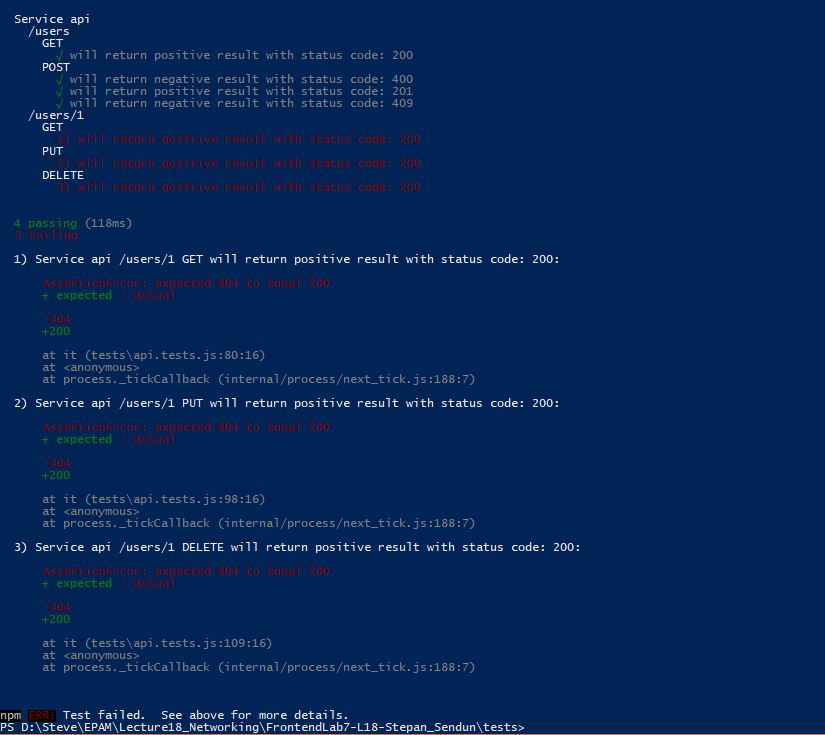 Service api
/users
GET
√ will return positive result with status code: 200
POST
√ will return negative result with status code: 400
√ will return positive result with status code: 201
√ will return negative result with status code: 409
/users/1
GET
1) will return positive result with status code: 200
PUT
2) will return positive result with status code: 200
DELETE
3) will return positive result with status code: 200
4 passing (118ms)
3 failing
1) Service api /users/1 GET will return positive result with status code: 200:
AssertionError: expected 404 to equal 200
+ expected - actual
-404
+200
at it (tests\api.tests.js:80:16)
at <anonymous>
at process._tickCallback (internal/process/next_tick.js:188:7)
2) Service api /users/1 PUT will return positive result with status code: 200:
AssertionError: expected 404 to equal 200
+ expected - actual
-404
+200
at it (tests\api.tests.js:98:16)
at <anonymous>
at process._tickCallback (internal/process/next_tick.js:188:7)
3) Service api /users/1 DELETE will return positive result with status code: 200:
AssertionError: expected 404 to equal 200
+ expected - actual
-404
+200
at it (tests\api.tests.js:109:16)
at <anonymous>
at process._tickCallback (internal/process/next_tick.js:188:7)
npm ERR! Test failed.  See above for more details.
PS D:\Steve\EPAM\Lecture18_Networking\FrontendLab7-L18-Stepan_Sendun\tests>